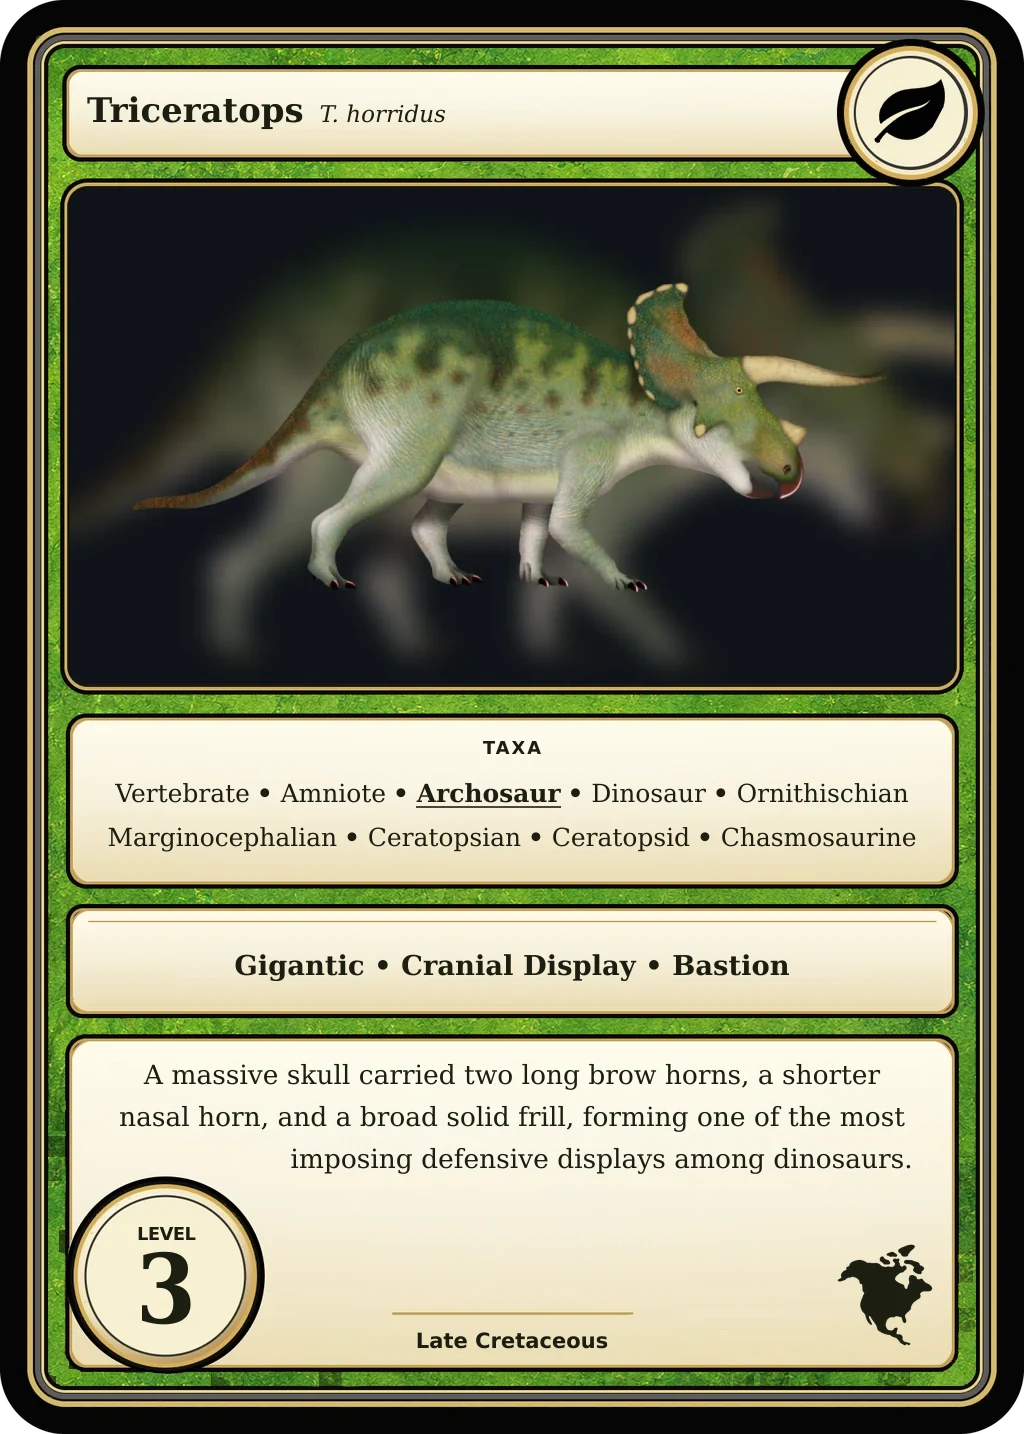 Triceratops T. horridus
TAXA
Vertebrate • Amniote • Archosaur • Dinosaur • Ornithischian
Marginocephalian • Ceratopsian • Ceratopsid • Chasmosaurine
Gigantic • Cranial Display • Bastion
A massive skull carried two long brow horns, a shorter
nasal horn, and a broad solid frill, forming one of the most
imposing defensive displays among dinosaurs.
LEVEL
3
Late Cretaceous